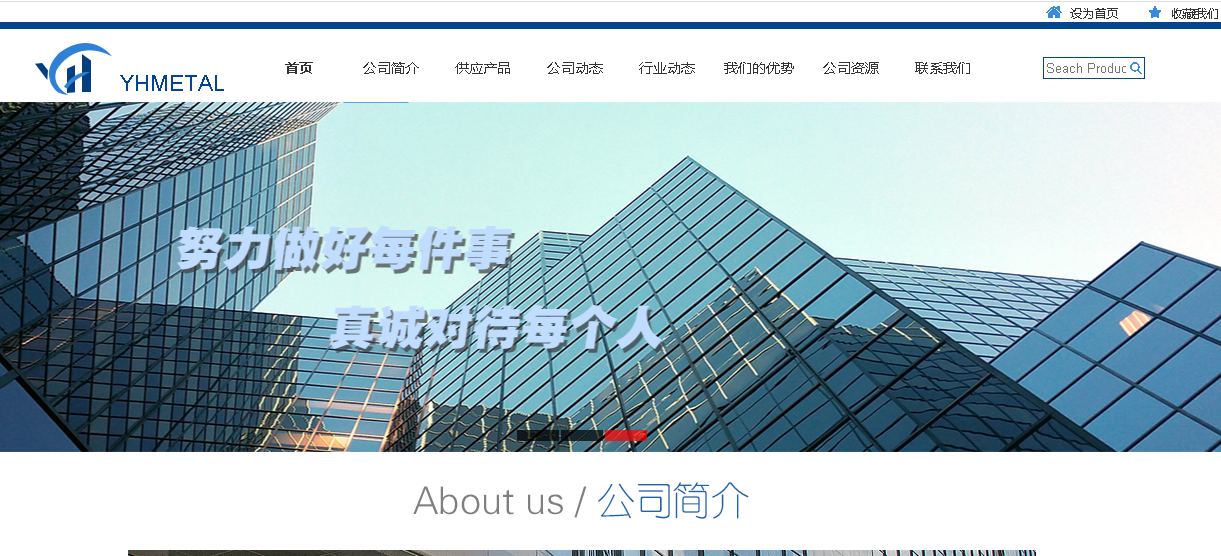 设为首页 收藏我们
YHMETAL 首页 公司简介 供应产品 公司动态 行业动态 我们的优势 公司资源 联系我们 Seach Produc
努力做好每件事
真诚对待每个人
About us / 公司简介